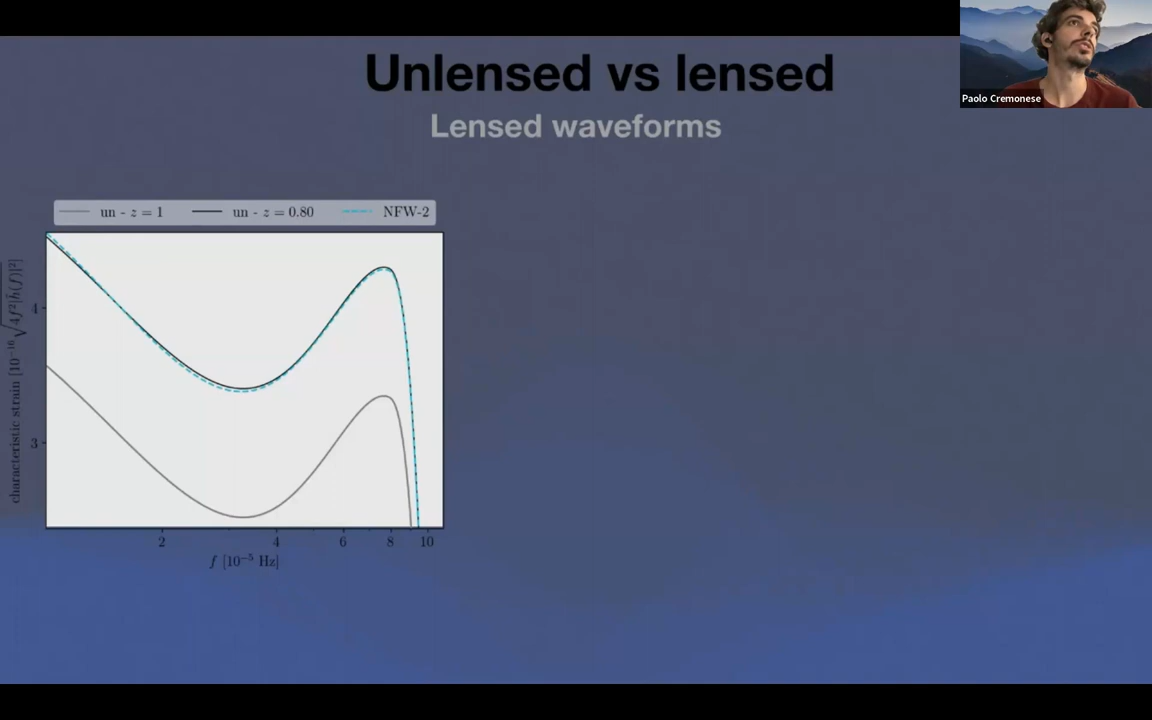 Unlensed vs lensed
Paolo Cremonese
Lensed waveforms
un - z = 1 un - z = 0.80 NFW-2
characteristic strain [10⁻¹⁶ √4f²|h̃(f)|²]
4
3
2 4 6 8 10
f [10⁻⁵ Hz]